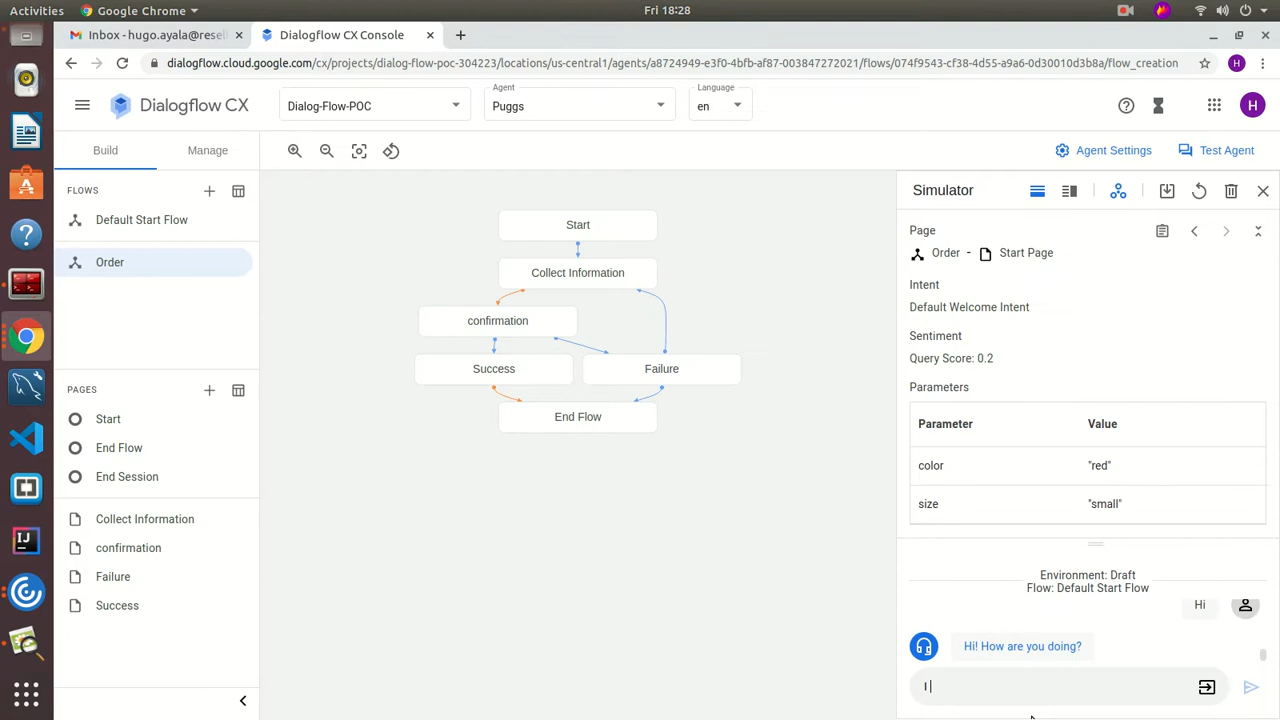 Activities
Google Chrome
Fri 18:28
Inbox - hugo.ayala@resell
Dialogflow CX Console
dialogflow.cloud.google.com/cx/projects/dialog-flow-poc-304223/locations/us-central1/agents/a8724949-e3f0-4bfb-af87-003847272021/flows/074f9543-cf38-4d55-a9a6-0d30010d3b8a/flow_creation
H
Dialogflow CX
Dialog-Flow-POC
Agent
Puggs
Language
en
H
Build
Manage
Agent Settings
Test Agent
FLOWS
Default Start Flow
Order
PAGES
Start
End Flow
End Session
Collect Information
confirmation
Failure
Success
Start
Collect Information
confirmation
Success
Failure
End Flow
Simulator
Page
Order - Start Page
Intent
Default Welcome Intent
Sentiment
Query Score: 0.2
Parameters
Parameter Value
color "red"
size "small"
Environment: Draft
Flow: Default Start Flow
Hi
Hi! How are you doing?
I